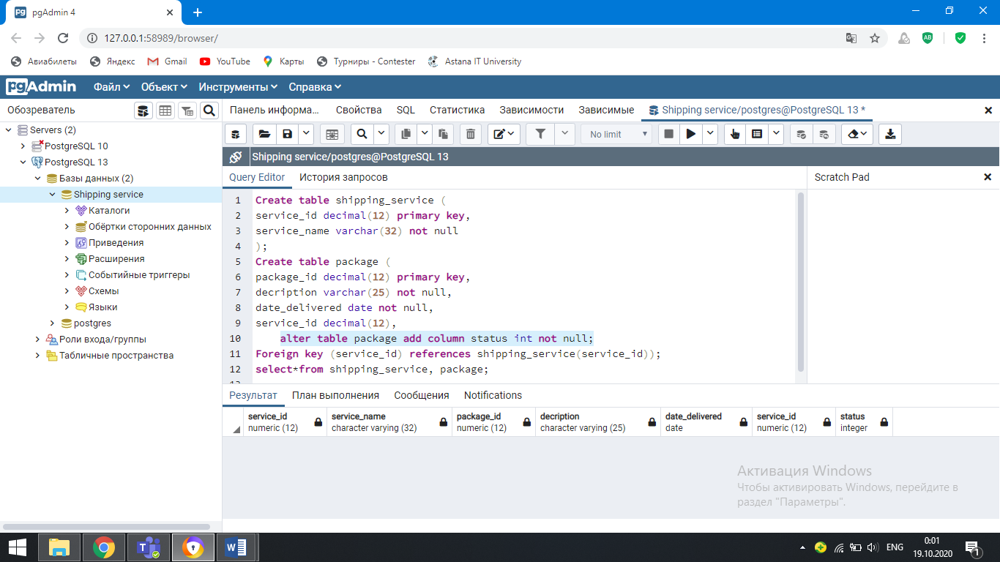 pgAdmin 4
127.0.0.1:58989/browser/
Авиабилеты Яндекс Gmail YouTube Карты Турниры - Contester Astana IT University
pgAdmin Файл Объект Инструменты Справка
Обозреватель
Панель информа... Свойства SQL Статистика Зависимости Зависимые Shipping service/postgres@PostgreSQL 13 *
Servers (2)
PostgreSQL 10
PostgreSQL 13
Базы данных (2)
Shipping service
Каталоги
Обёртки сторонних данных
Приведения
Расширения
Событийные триггеры
Схемы
Языки
postgres
Роли входа/группы
Табличные пространства
No limit
Shipping service/postgres@PostgreSQL 13
Query Editor История запросов
Scratch Pad
1 Create table shipping_service (
2 service_id decimal(12) primary key,
3 service_name varchar(32) not null
4 );
5 Create table package (
6 package_id decimal(12) primary key,
7 decription varchar(25) not null,
8 date_delivered date not null,
9 service_id decimal(12),
10 alter table package add column status int not null;
11 Foreign key (service_id) references shipping_service(service_id));
12 select*from shipping_service, package;
Результат План выполнения Сообщения Notifications
service_id service_name package_id decription date_delivered service_id status
numeric (12) character varying (32) numeric (12) character varying (25) date numeric (12) integer
Активация Windows
Чтобы активировать Windows, перейдите в
раздел "Параметры".
ENG
0:01
19.10.2020
1